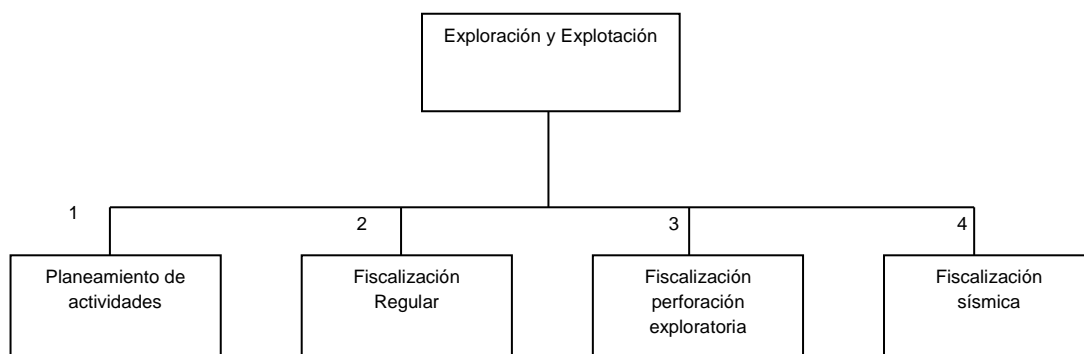 Exploración y Explotación
1
2
3
4
Planeamiento de
actividades
Fiscalización
Regular
Fiscalización
perforación
exploratoria
Fiscalización
sísmica